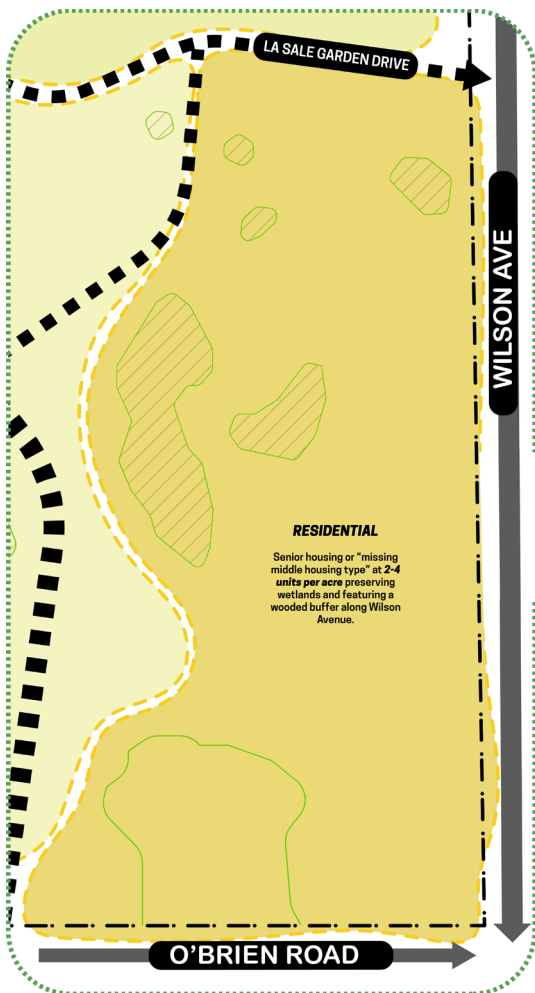 LA SALE GARDEN DRIVE
WILSON AVE
RESIDENTIAL
Senior housing or “missing
middle housing type” at 2-4
units per acre preserving
wetlands and featuring a
wooded buffer along Wilson
Avenue.
O’BRIEN ROAD